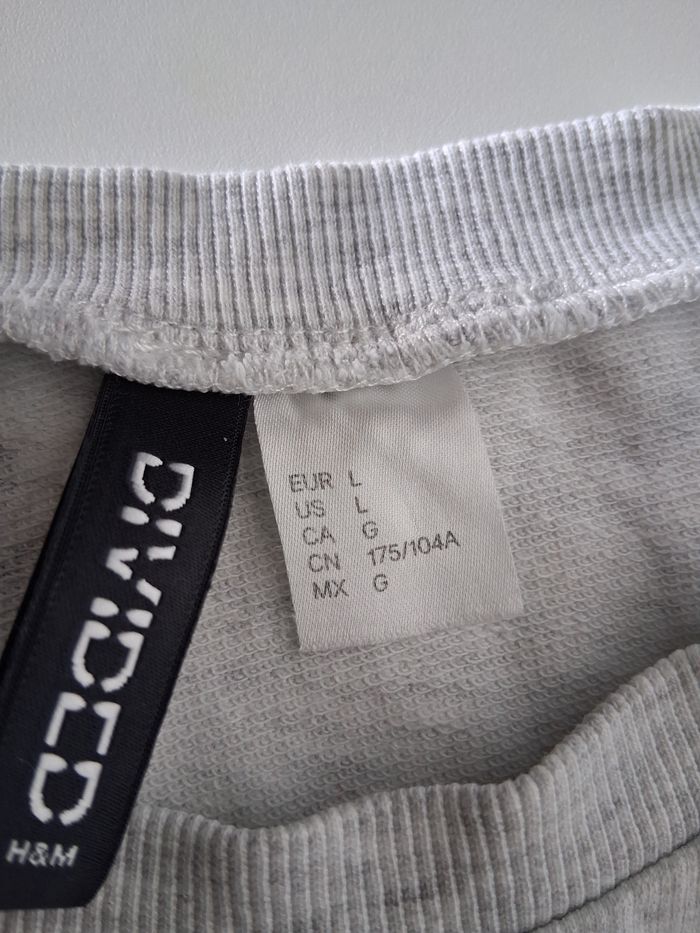 DIVIDED
H&M
EUR L
US L
CA G
CN 175/104A
MX G